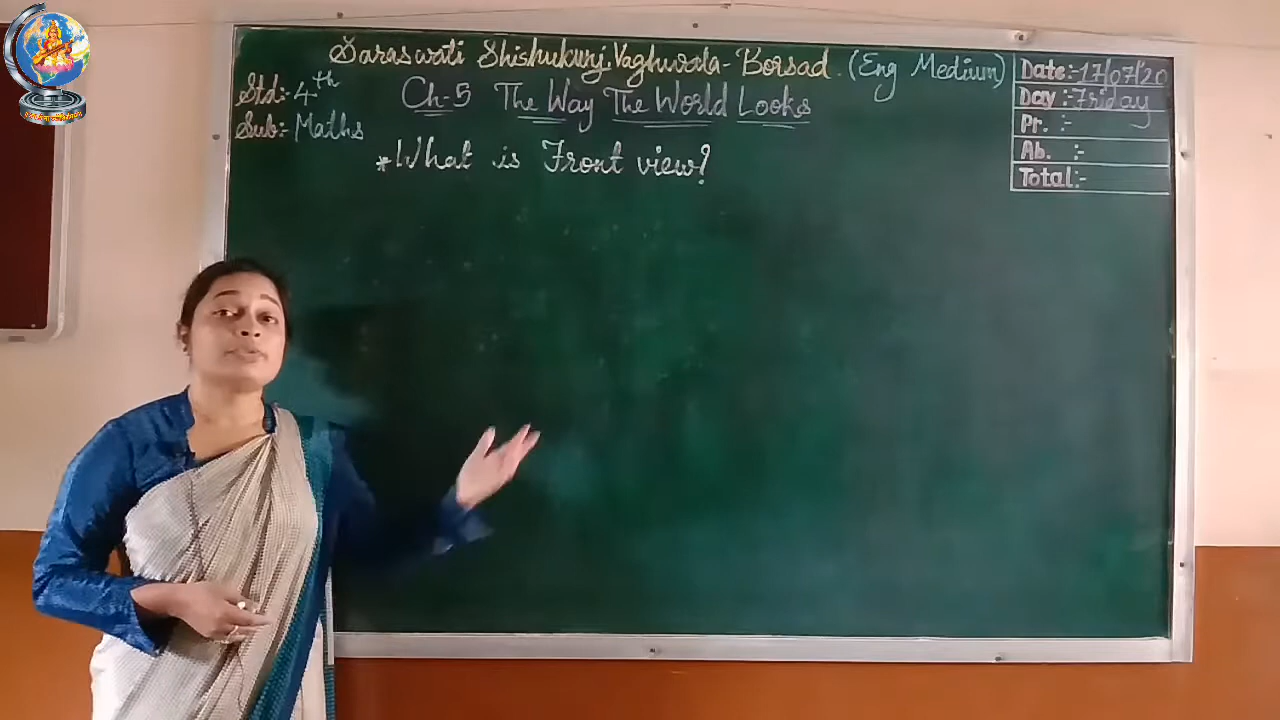 Saraswati Shishukunj, Vaghwala - Borsad. (Eng Medium)
Std:- 4th
Sub:- Maths
Ch-5 The Way The World Looks
* What is Front view?
Date:- 17/07/'20
Day :- Friday
Pr. :-
Ab. :-
Total:-